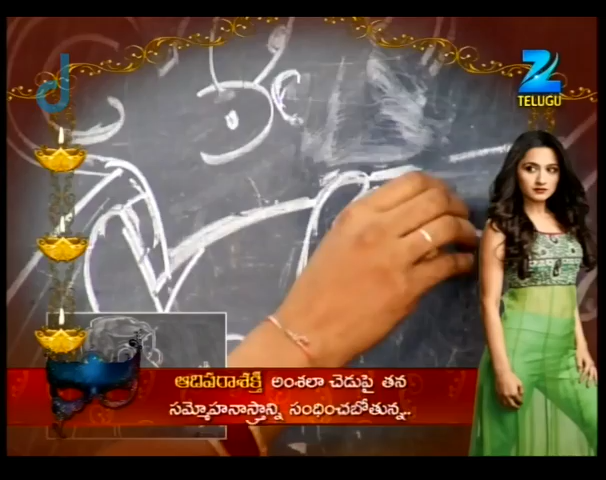 Z
TELUGU
ఆదిపరాశక్తి అంశలా చెడుపై తన
సమ్మోహనాస్త్రాన్ని సంధించబోతున్న..